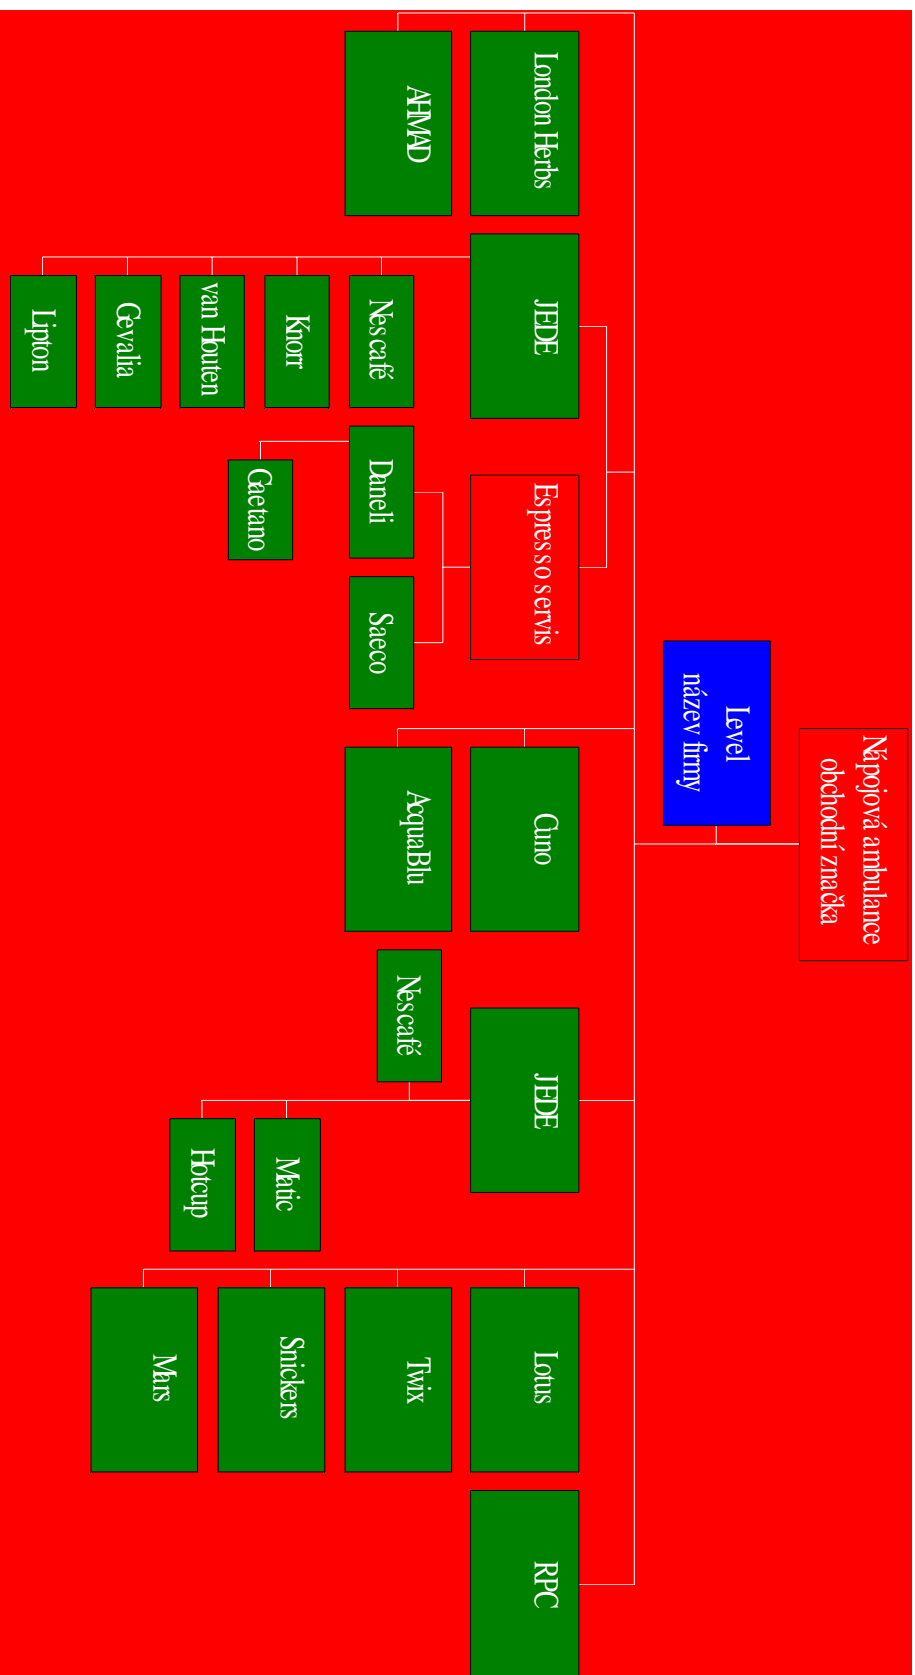 Nápojová ambulance
obchodní značka
Level
název firmy
London Herbs
AHMAD
JEDE
Nescafé
Knorr
van Houten
Gevalia
Lipton
Espresso servis
Daneli
Gaetano
Saeco
Cuno
AcquaBlu
JEDE
Nescafé
Matic
Hotcup
Lotus
Twix
Snickers
Mars
RPC